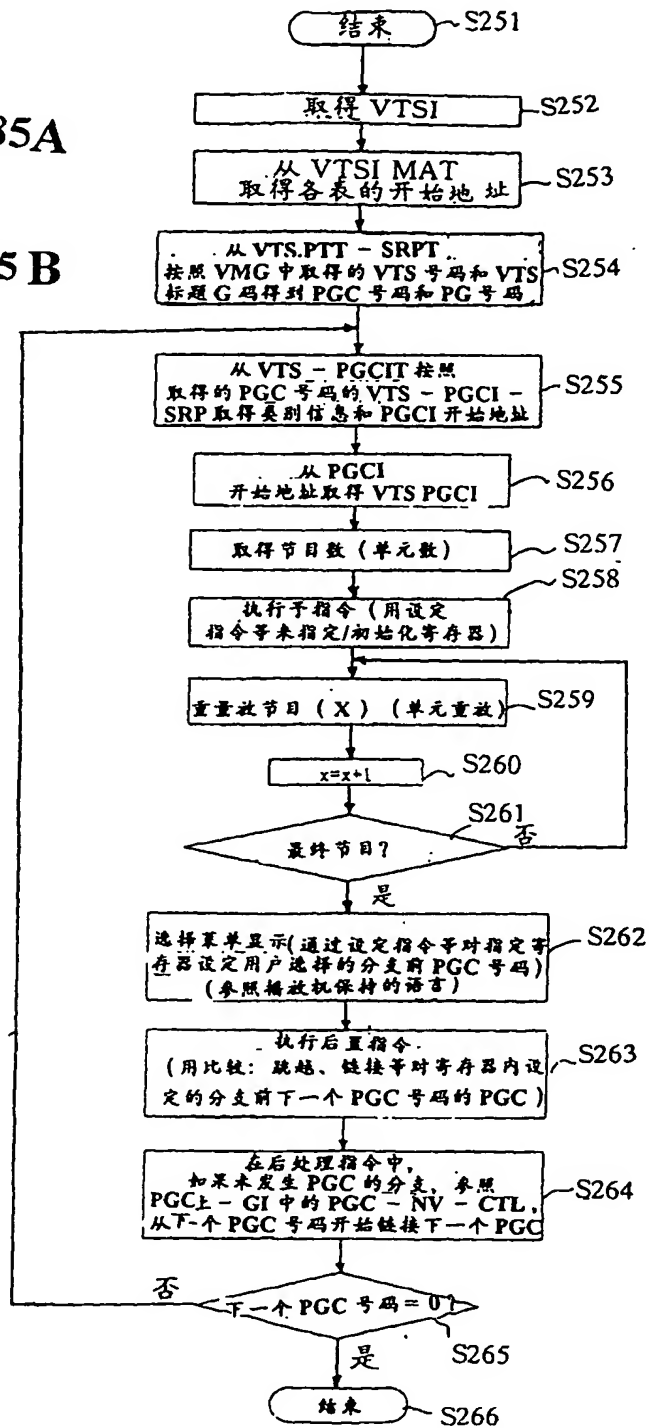 结束
S251
取得 VTSI
S252
35A
从 VTSI MAT
取得各表的开始地址
S253
5 B
从 VTS.PTT - SRPT
按照 VMG 中取得的 VTS 号码和 VTS
标题 G 码得到 PGC 号码和 PG 号码
S254
从 VTS - PGCIT 按照
取得的 PGC 号码的 VTS - PGCI -
SRP 取得类别信息和 PGCI 开始地址
S255
从 PGCI
开始地址取得 VTS PGCI
S256
取得节目数（单元数）
S257
S258
执行予指令（用设定
指令等来指定/初始化寄存器）
重量放节目（X）（单元重放）
S259
x=x+1
S260
S261
最终节目?
否
是
选择菜单显示(通过设定指令等对指定寄
存器设定用户选择的分支前 PGC 号码)
(参照播放机保持的语言)
S262
执行后置指令.
(用比较: 跳越、链接等对寄存器内设
定的分支前下一个 PGC 号码的 PGC)
S263
在后处理指令中,
如果未发生 PGC 的分支, 参照
PGC上 - GI 中的 PGC - NV - CTL,
从下一个 PGC 号码开始链接下一个 PGC
S264
否
下一个 PGC 号码 = 0?
S265
是
结束
S266